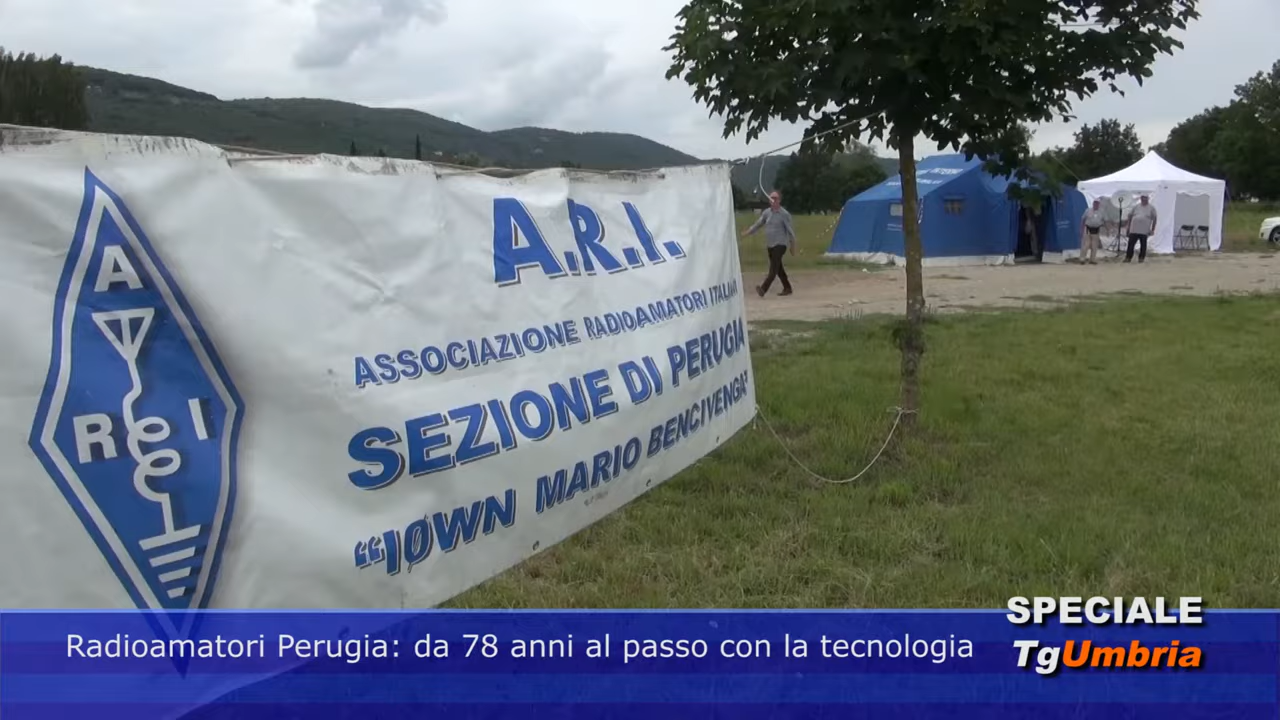 A
R I
A.R.I.
ASSOCIAZIONE RADIOAMATORI ITALIANI
SEZIONE DI PERUGIA
“IØWN MARIO BENCIVENGA”
Radioamatori Perugia: da 78 anni al passo con la tecnologia
SPECIALE
TgUmbria